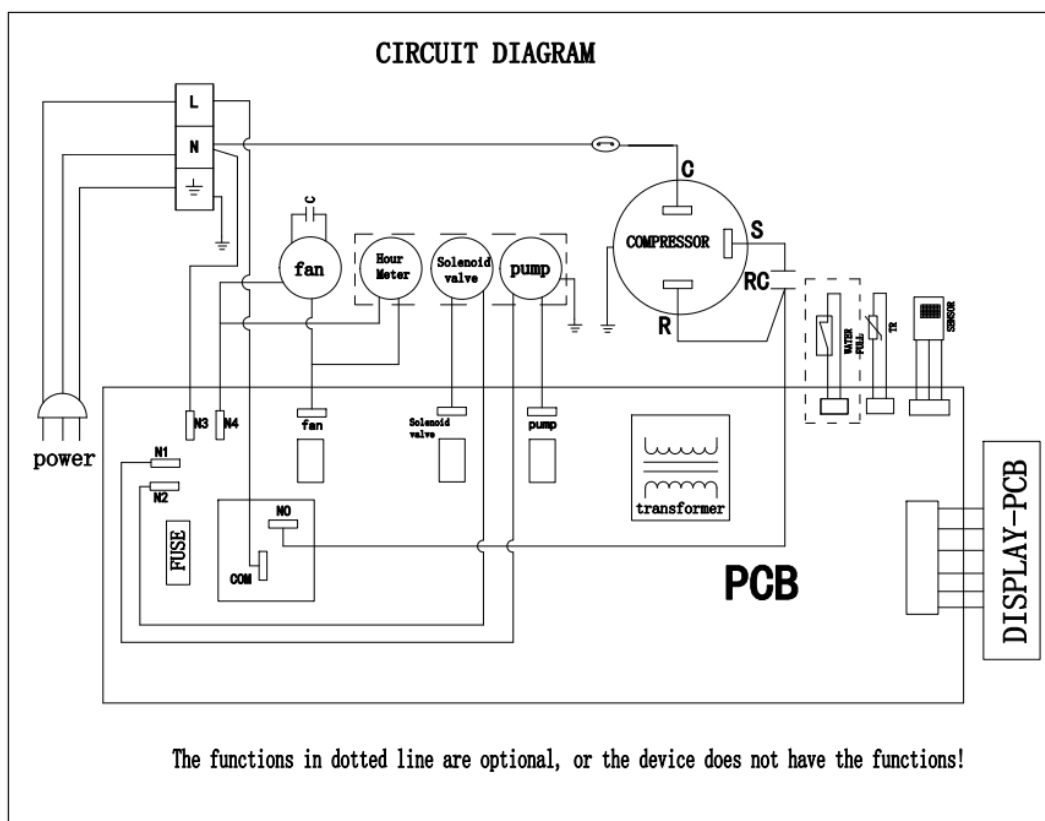 CIRCUIT DIAGRAM
L
N
C
C
fan
Hour
Meter
Solenoid
valve
pump
COMPRESSOR
S
RC
R
WATER
FULL
TR
SENSOR
power
N3
N4
fan
Solenoid
valve
pump
N1
N2
FUSE
NO
COM
transformer
PCB
DISPLAY-PCB
The functions in dotted line are optional, or the device does not have the functions!